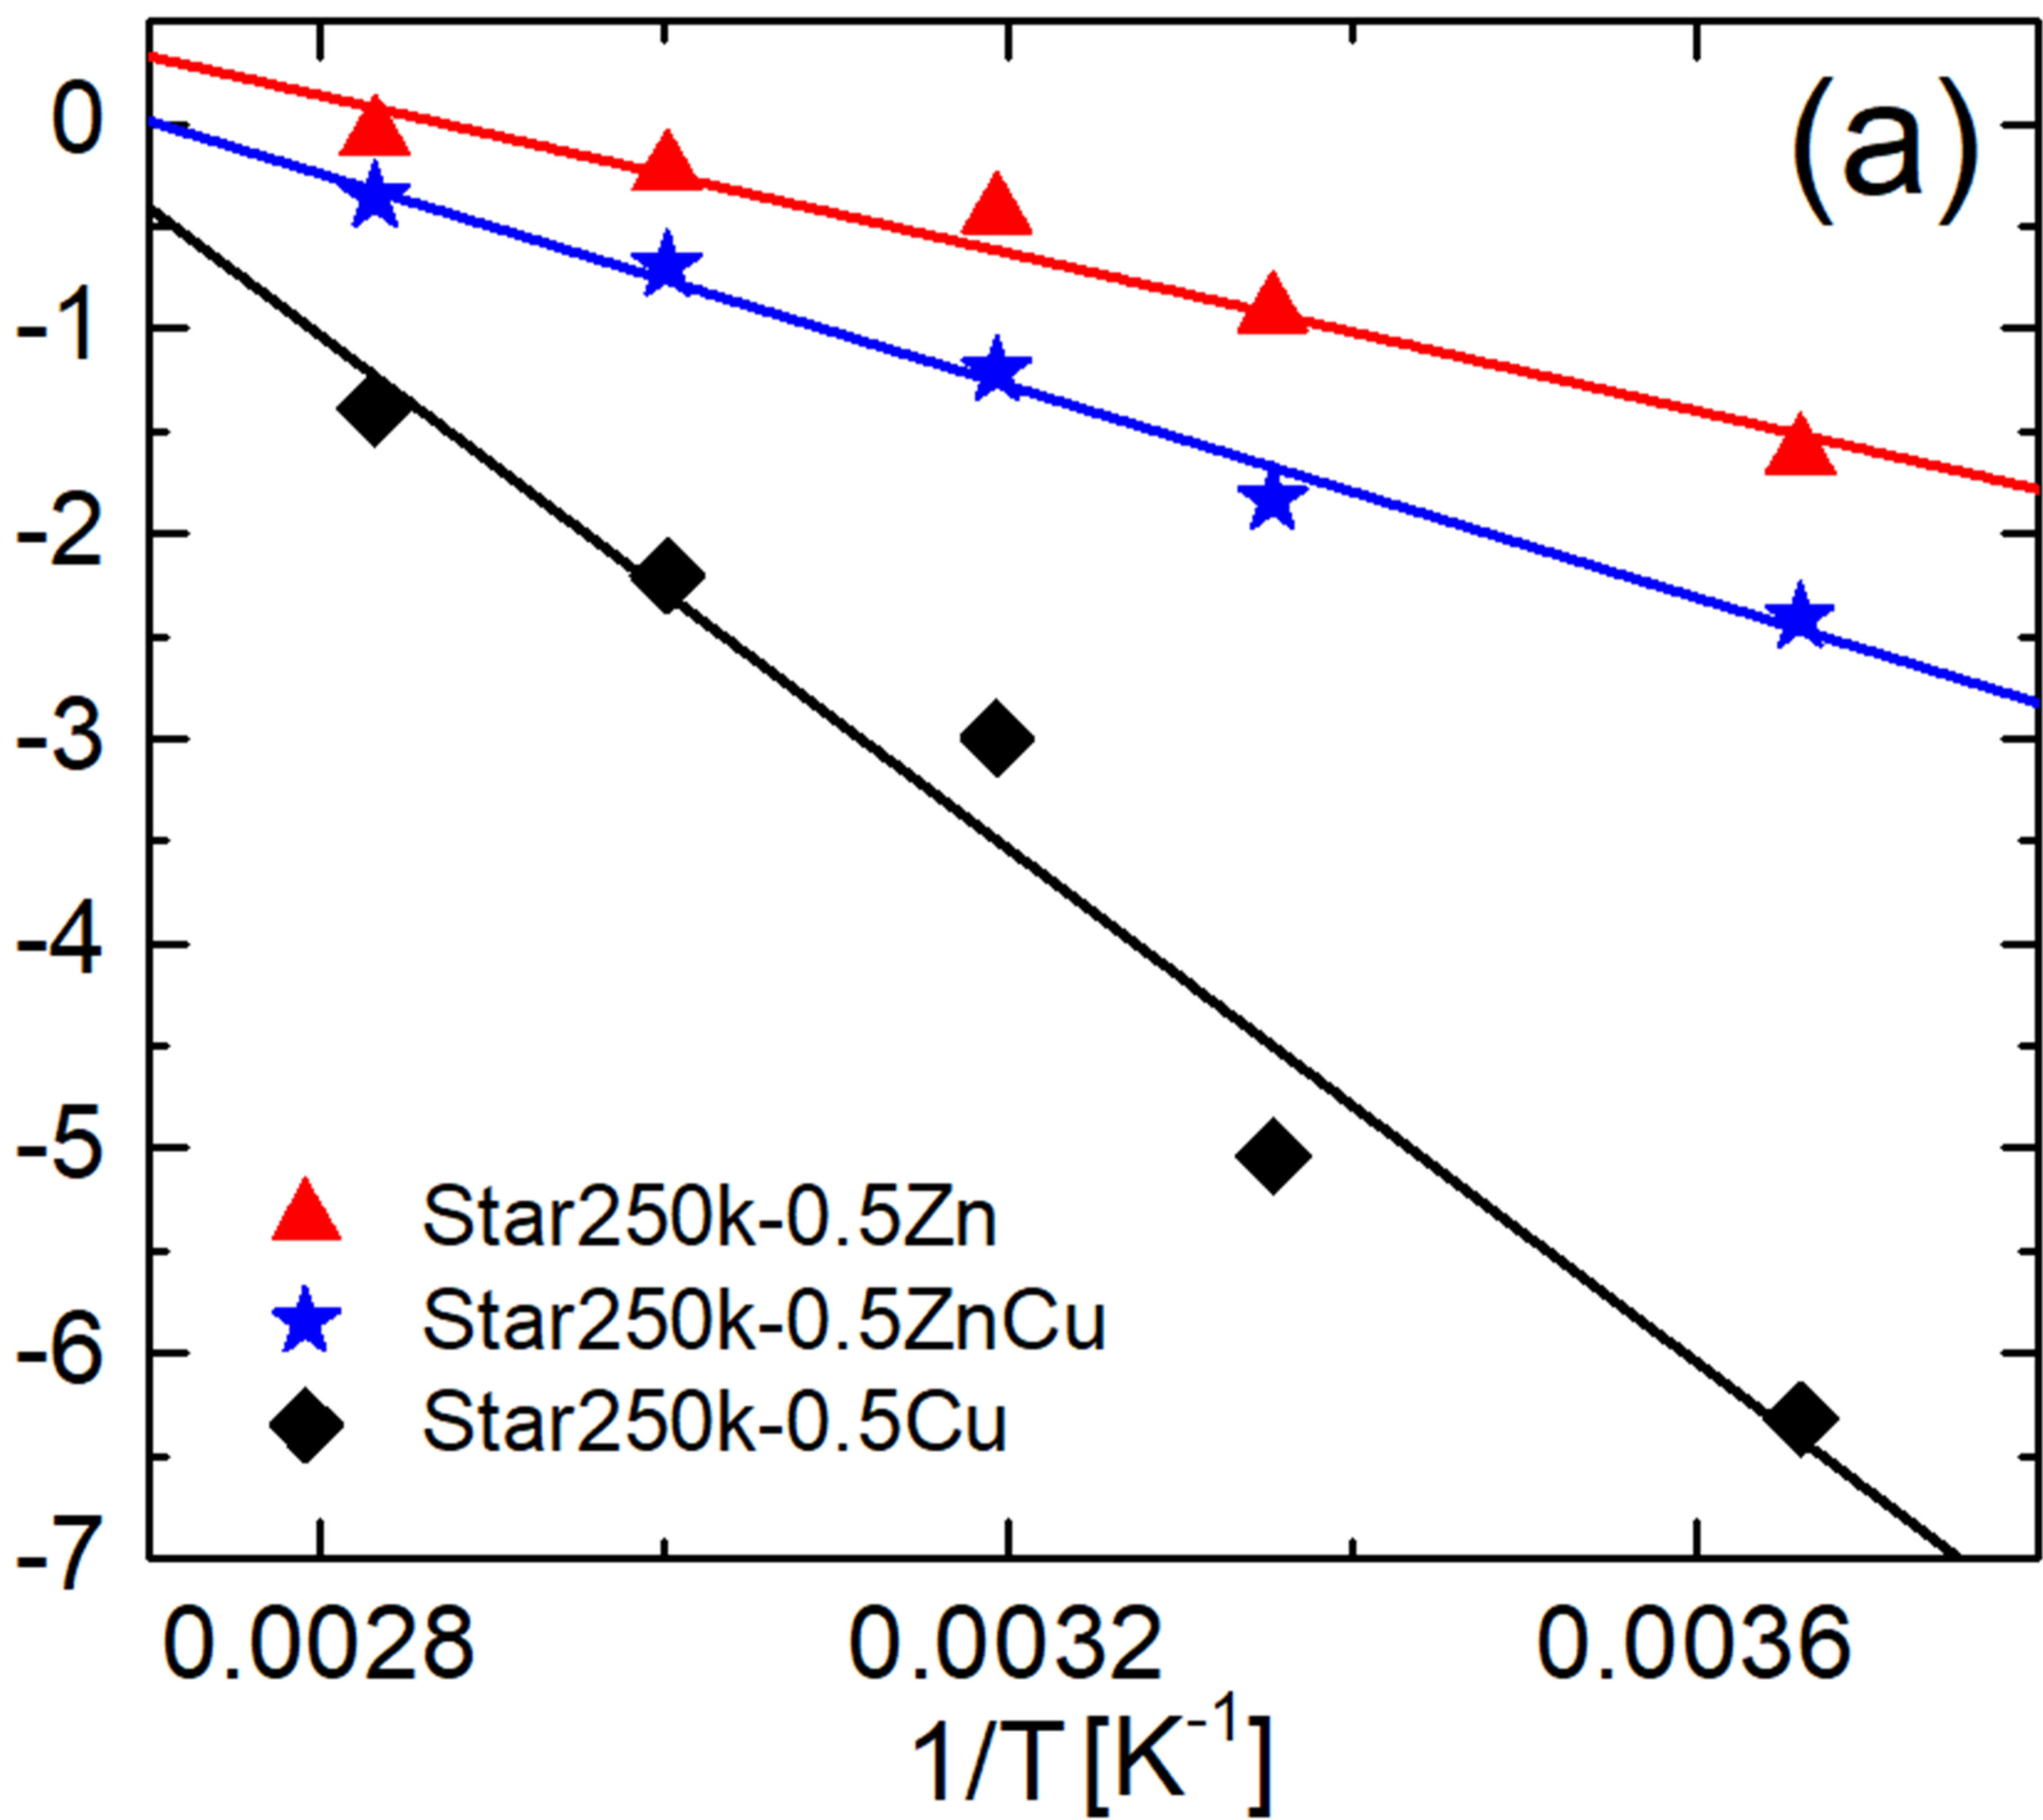 (a)
0
-1
-2
-3
-4
-5
-6
-7
Star250k-0.5Zn
Star250k-0.5ZnCu
Star250k-0.5Cu
0.0028 0.0032 0.0036
1/T [K⁻¹]